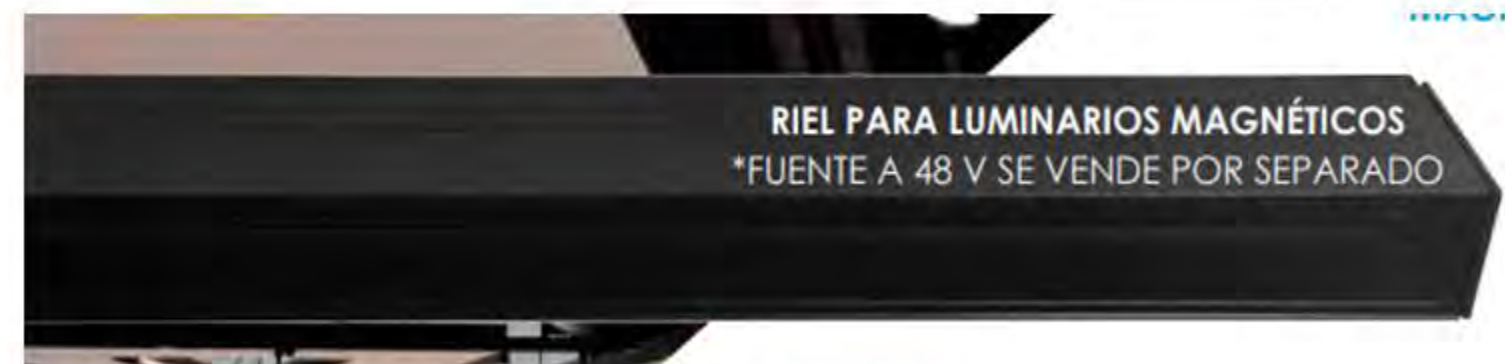 RIEL PARA LUMINARIOS MAGNÉTICOS
*FUENTE A 48 V SE VENDE POR SEPARADO